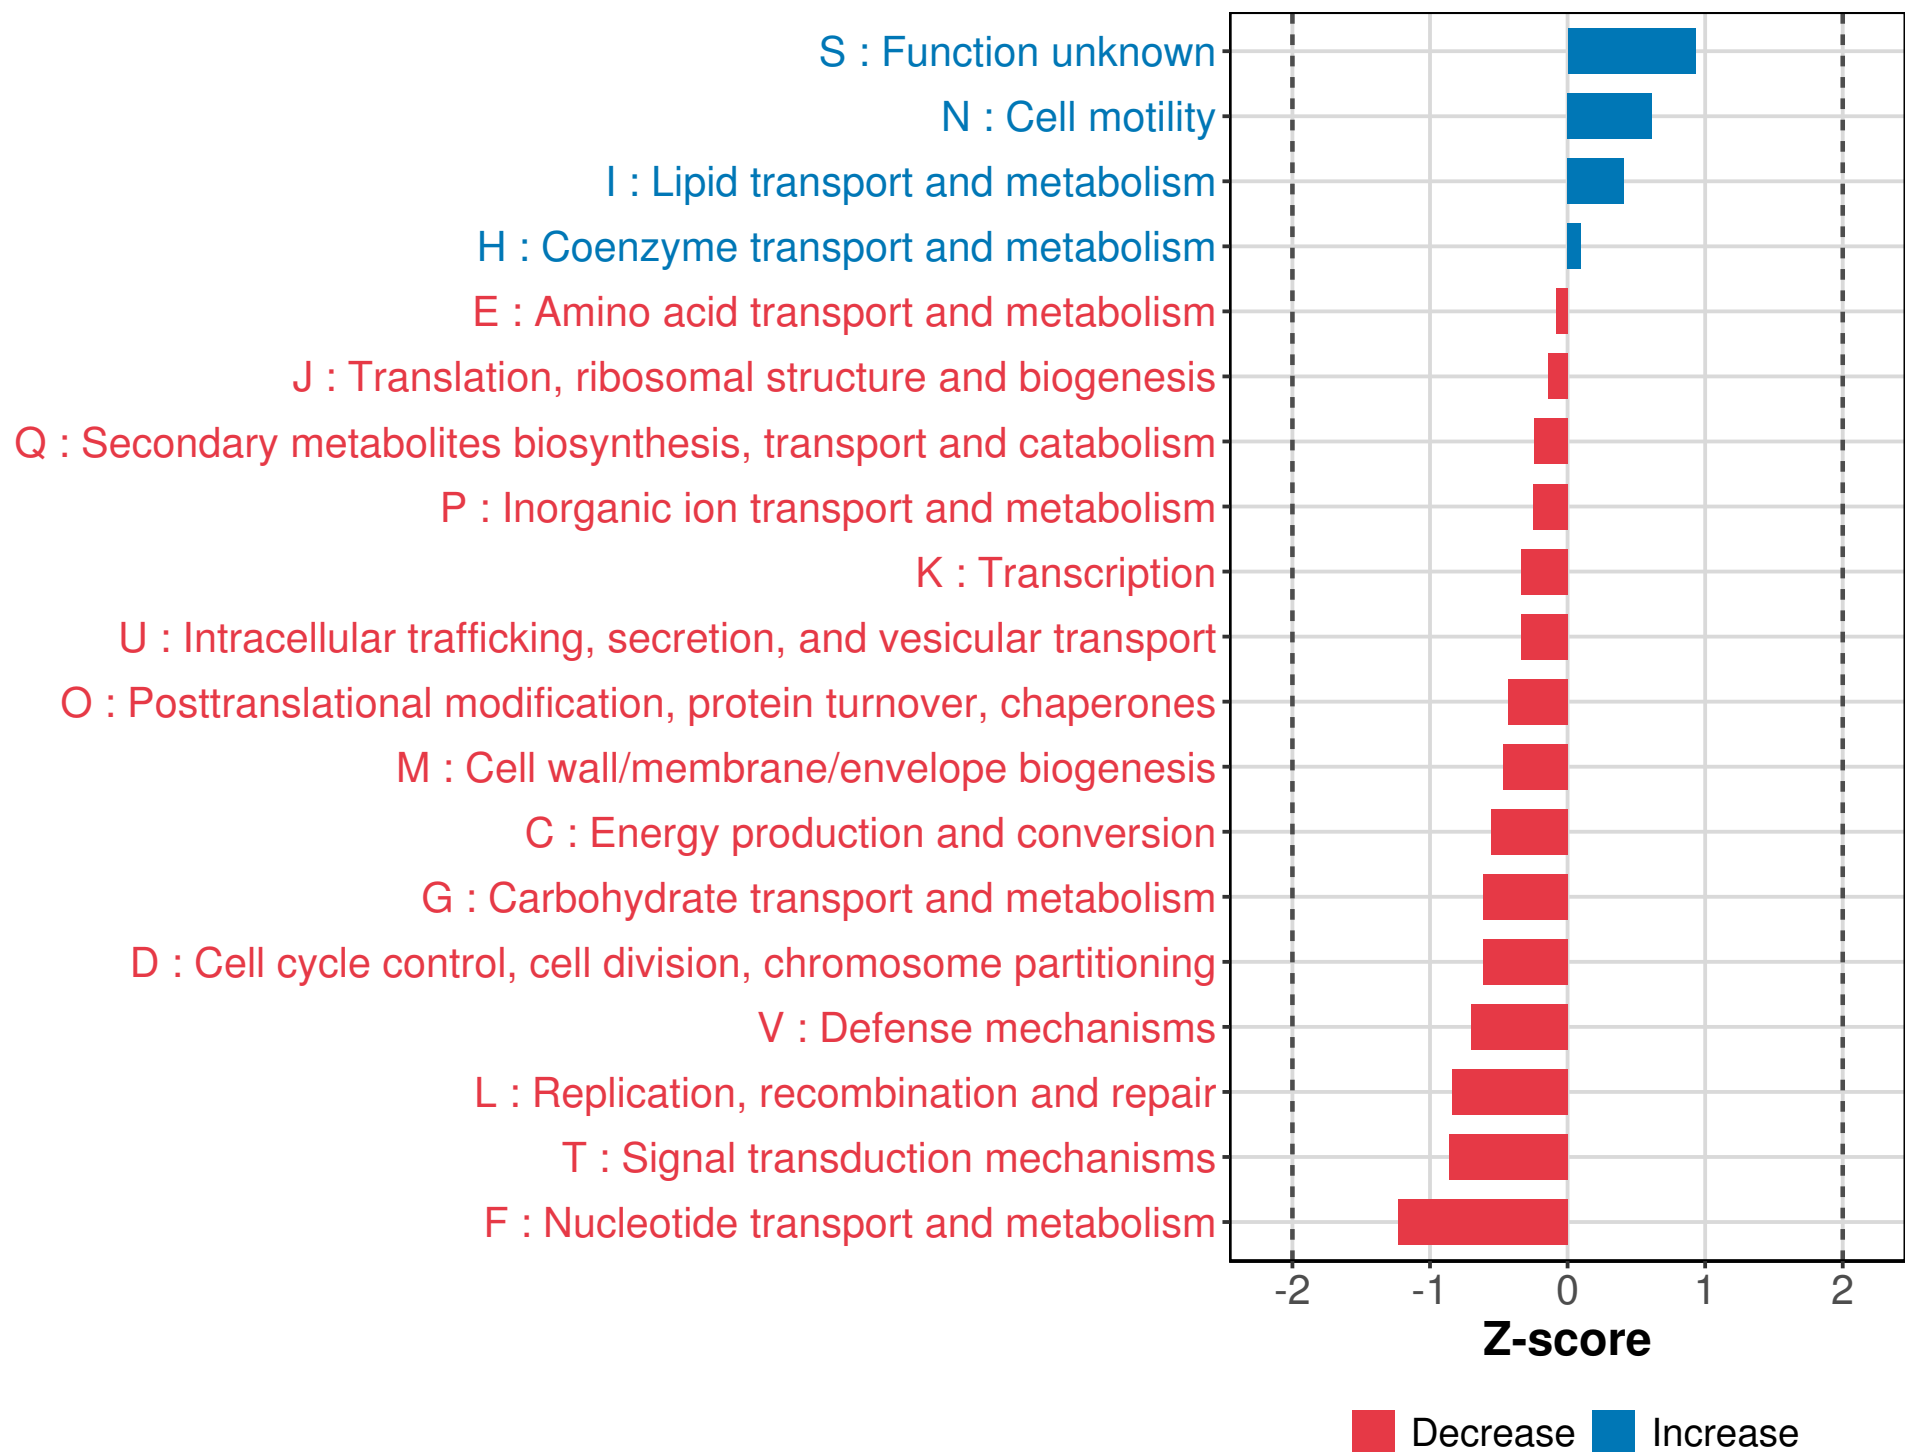 S : Function unknown
N : Cell motility
I : Lipid transport and metabolism
H : Coenzyme transport and metabolism
E : Amino acid transport and metabolism
J : Translation, ribosomal structure and biogenesis
Q : Secondary metabolites biosynthesis, transport and catabolism
P : Inorganic ion transport and metabolism
K : Transcription
U : Intracellular trafficking, secretion, and vesicular transport
O : Posttranslational modification, protein turnover, chaperones
M : Cell wall/membrane/envelope biogenesis
C : Energy production and conversion
G : Carbohydrate transport and metabolism
D : Cell cycle control, cell division, chromosome partitioning
V : Defense mechanisms
L : Replication, recombination and repair
T : Signal transduction mechanisms
F : Nucleotide transport and metabolism
-2 -1 0 1 2
Z-score
Decrease Increase